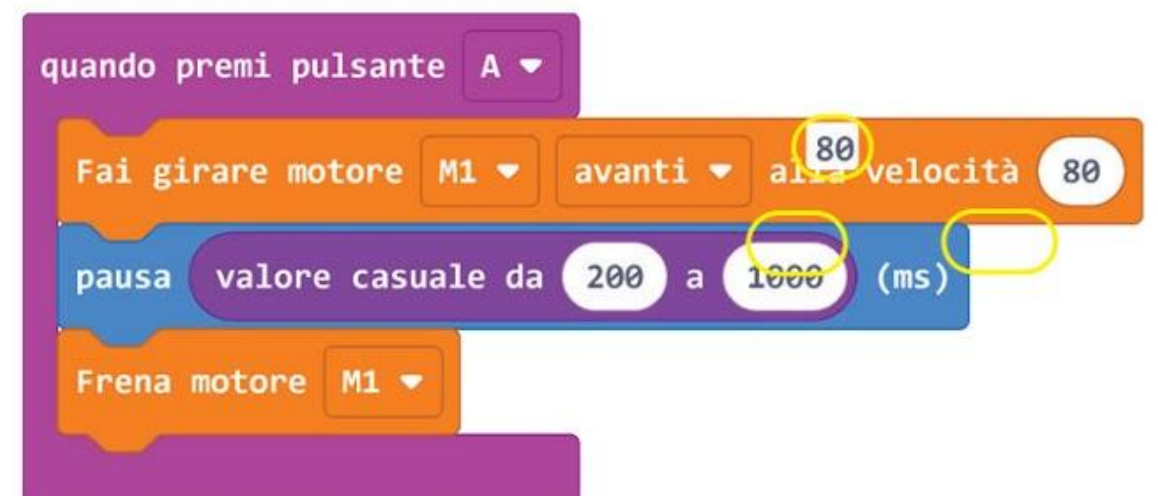 quando premi pulsante A
80
Fai girare motore M1 avanti alla velocità 80
pausa valore casuale da 200 a 1000 (ms)
Frena motore M1